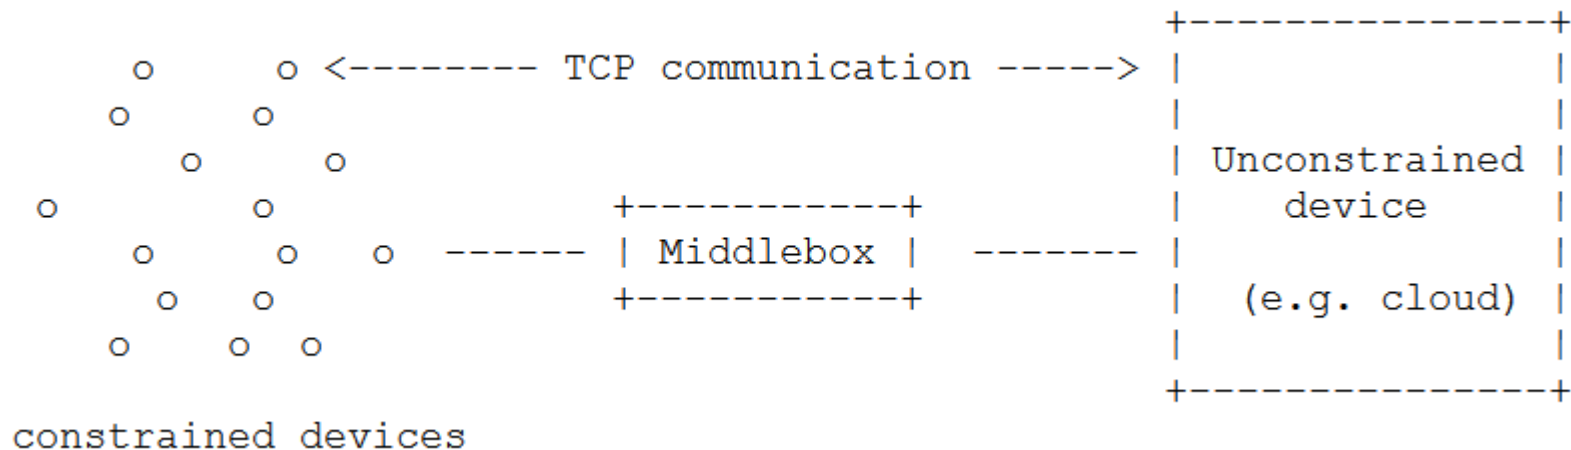 +---------------+
o     o <-------- TCP communication -----> |               |
o     o                                      |               |
o     o                                   | Unconstrained |
o        o              +-----------+          |    device     |
o     o   o  ------ | Middlebox |  ------- |               |
o   o              +-----------+          |  (e.g. cloud) |
o    o  o                                   |               |
+---------------+
constrained devices